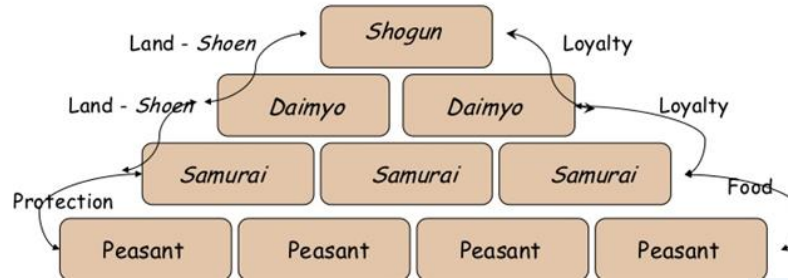 Land - Shoen
Shogun
Loyalty
Land - Shoen
Daimyo
Daimyo
Loyalty
Samurai
Samurai
Samurai
Protection
Food
Peasant
Peasant
Peasant
Peasant